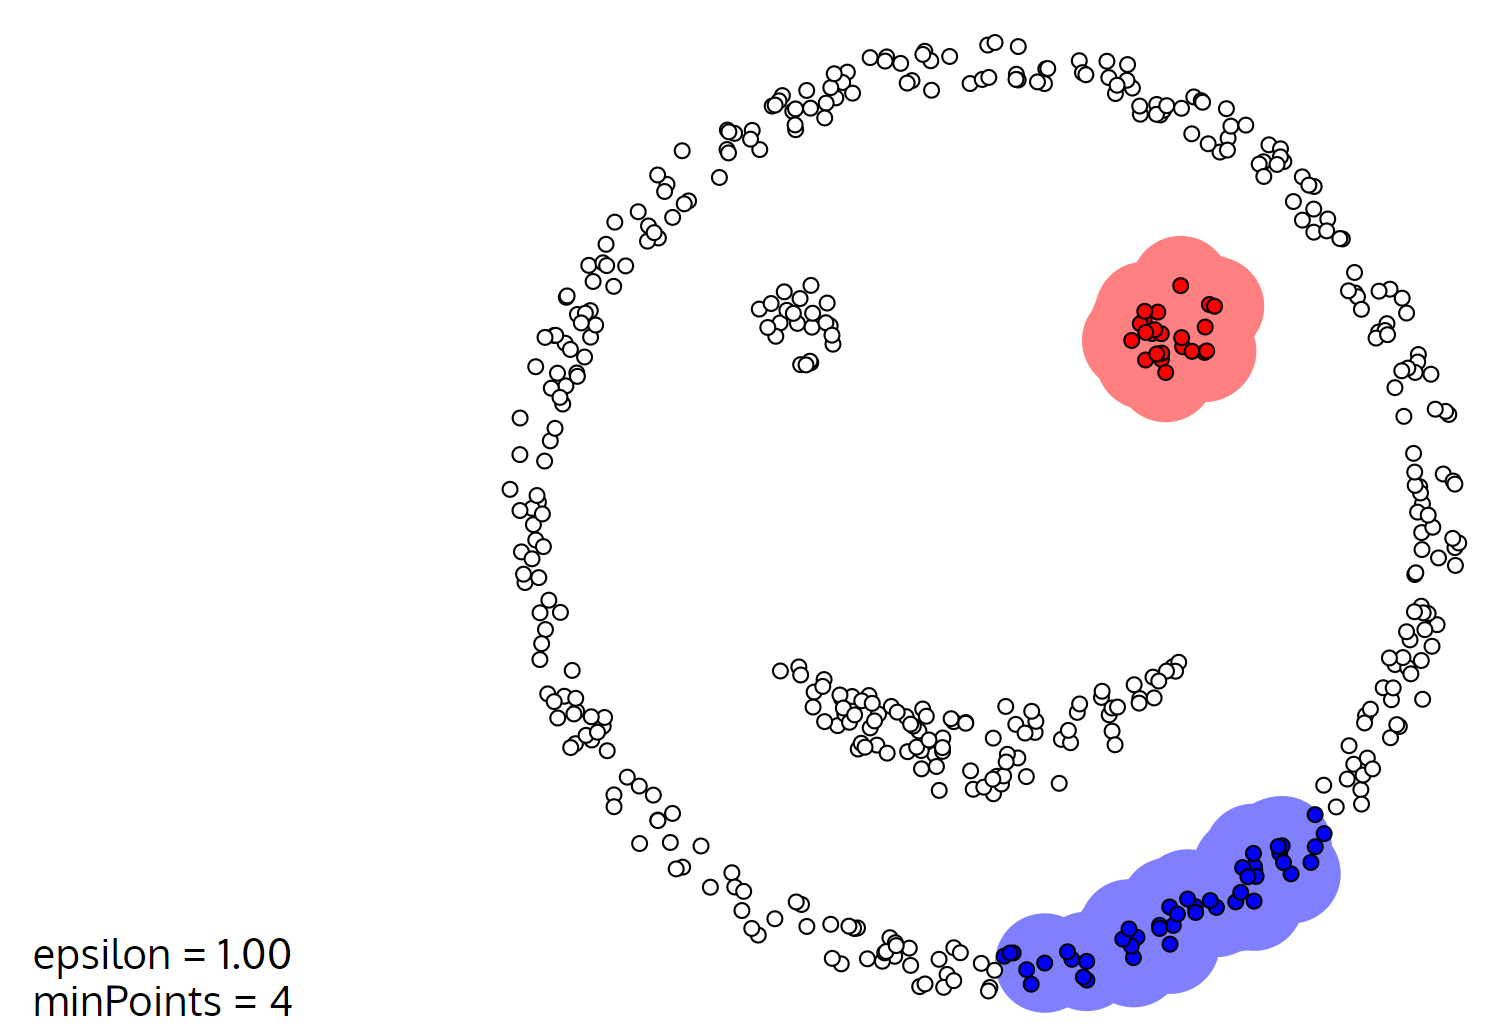 epsilon = 1.00
minPoints = 4